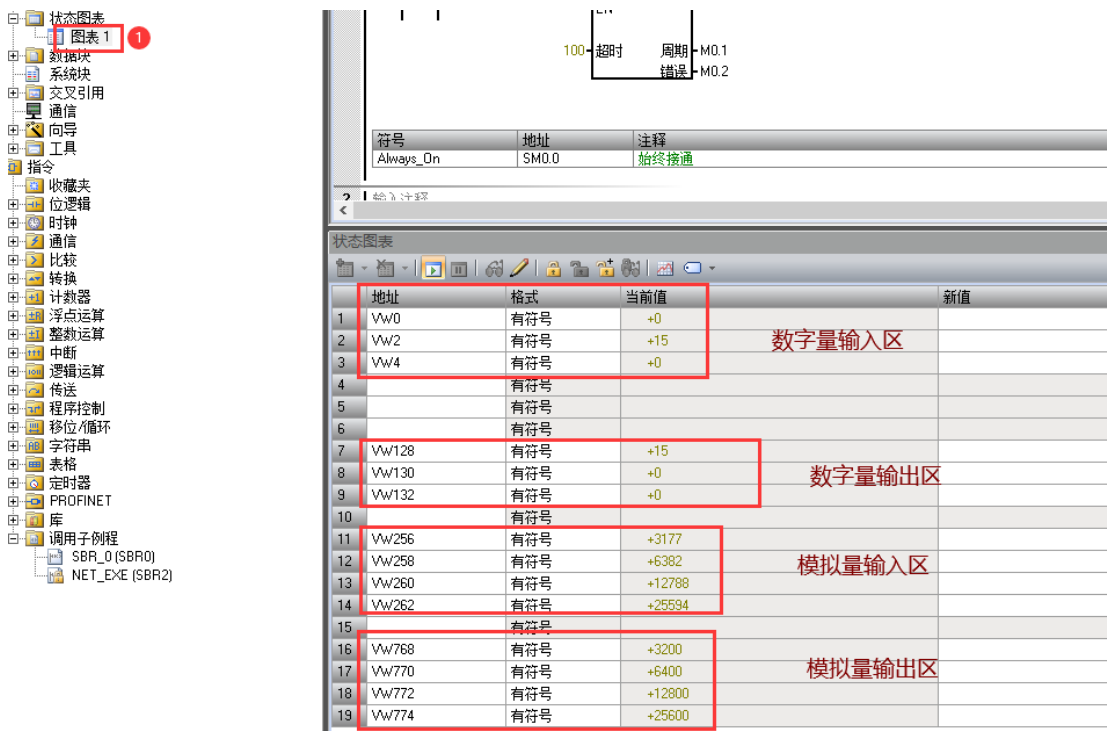 状态图表
图表 1
1
数据块
系统块
交叉引用
通信
向导
工具
指令
收藏夹
位逻辑
时钟
通信
比较
转换
计数器
浮点运算
整数运算
中断
逻辑运算
传送
程序控制
移位/循环
字符串
表格
定时器
PROFINET
库
调用子例程
SBR_0 (SBR0)
NET_EXE (SBR2)
EN
100 超时 周期 M0.1
错误 M0.2
符号 地址 注释
Always_On SM0.0 始终接通
2 输入注释
状态图表
地址 格式 当前值 新值
1 VW0 有符号 +0
2 VW2 有符号 +15 数字量输入区
3 VW4 有符号 +0
4 有符号
5 有符号
6 有符号
7 VW128 有符号 +15
8 VW130 有符号 +0 数字量输出区
9 VW132 有符号 +0
10 有符号
11 VW256 有符号 +3177
12 VW258 有符号 +6382 模拟量输入区
13 VW260 有符号 +12788
14 VW262 有符号 +25594
15 有符号
16 VW768 有符号 +3200
17 VW770 有符号 +6400 模拟量输出区
18 VW772 有符号 +12800
19 VW774 有符号 +25600